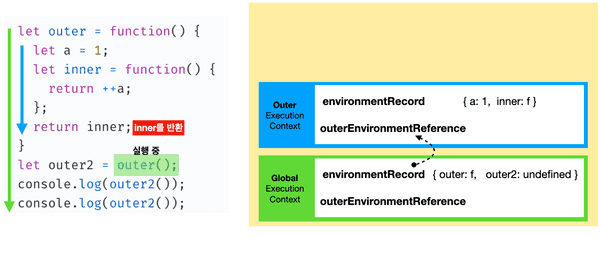 let outer = function() {
let a = 1;
let inner = function() {
return ++a;
};
return inner; inner를 반환
}
실행 중
let outer2 = outer();
console.log(outer2());
console.log(outer2());
Outer
Execution
Context
environmentRecord { a: 1, inner: f }
outerEnvironmentReference
Global
Execution
Context
environmentRecord { outer: f, outer2: undefined }
outerEnvironmentReference